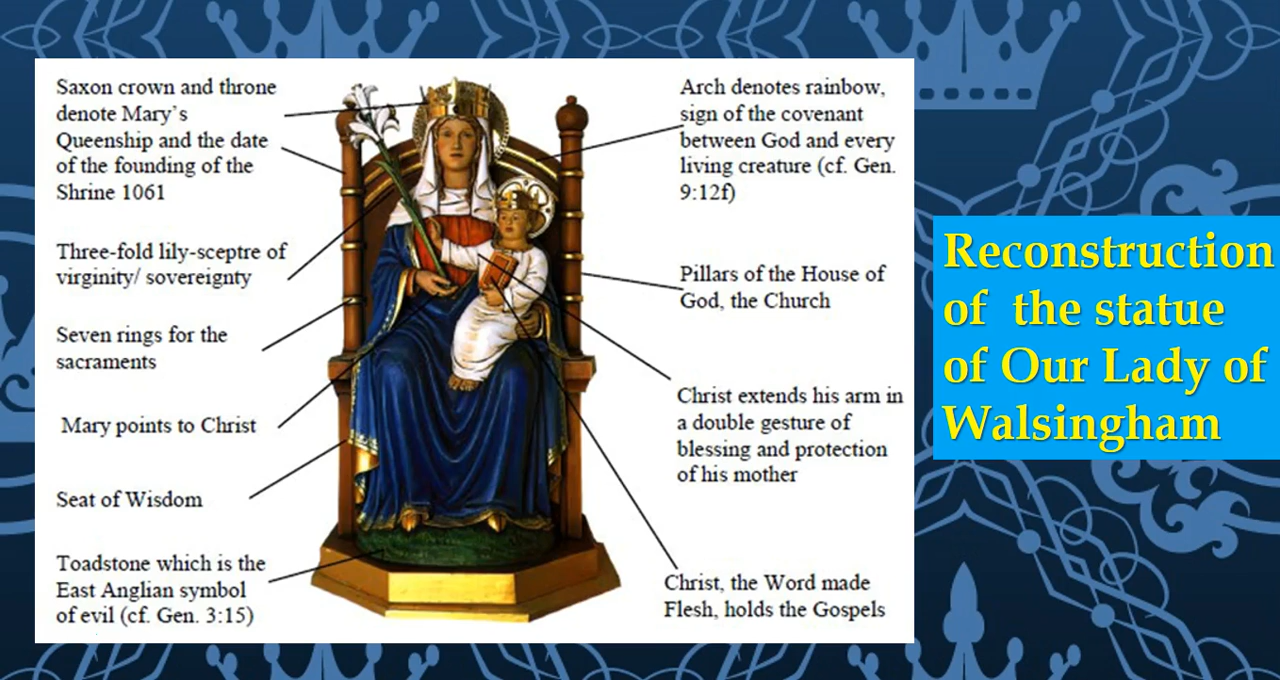 Saxon crown and throne
denote Mary's
Queenship and the date
of the founding of the
Shrine 1061
Three-fold lily-sceptre of
virginity/ sovereignty
Seven rings for the
sacraments
Mary points to Christ
Seat of Wisdom
Toadstone which is the
East Anglian symbol
of evil (cf. Gen. 3:15)
Arch denotes rainbow,
sign of the covenant
between God and every
living creature (cf. Gen.
9:12f)
Pillars of the House of
God, the Church
Christ extends his arm in
a double gesture of
blessing and protection
of his mother
Christ, the Word made
Flesh, holds the Gospels
Reconstruction
of the statue
of Our Lady of
Walsingham